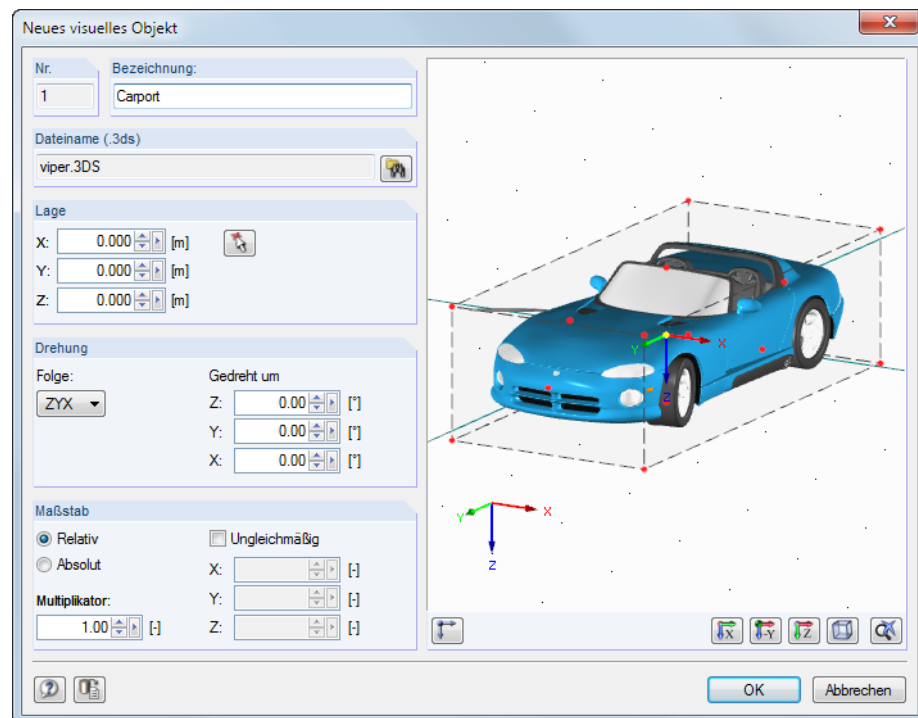 Neues visuelles Objekt
Nr.
Bezeichnung:
1
Carport
Dateiname (.3ds)
viper.3DS
Lage
X: 0.000 [m]
Y: 0.000 [m]
Z: 0.000 [m]
Drehung
Folge:
Gedreht um
ZYX
Z: 0.00 [°]
Y: 0.00 [°]
X: 0.00 [°]
Maßstab
Relativ
Ungleichmäßig
Absolut
X: [-]
Multiplikator:
Y: [-]
1.00 [-]
Z: [-]
Y X
Z
Y X
Z
X -Y Z
OK Abbrechen